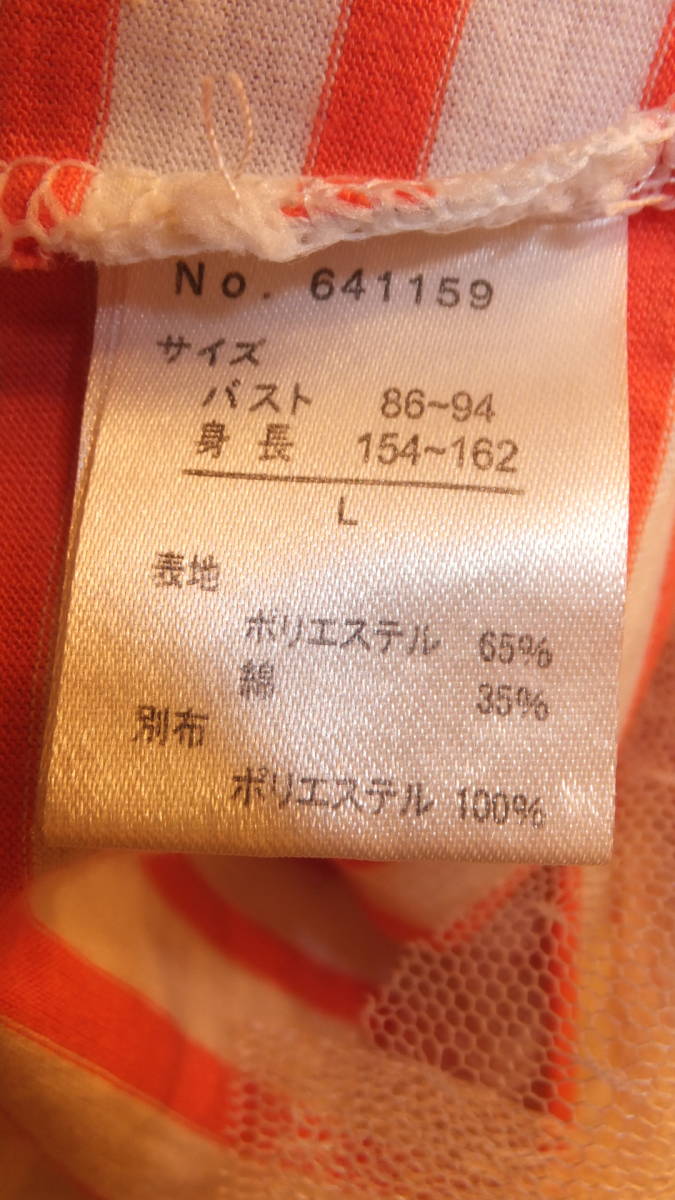 No. 641159
サイズ
バスト 86~94
身長 154~162
L
表地
ポリエステル 65%
綿 35%
別布
ポリエステル 100%